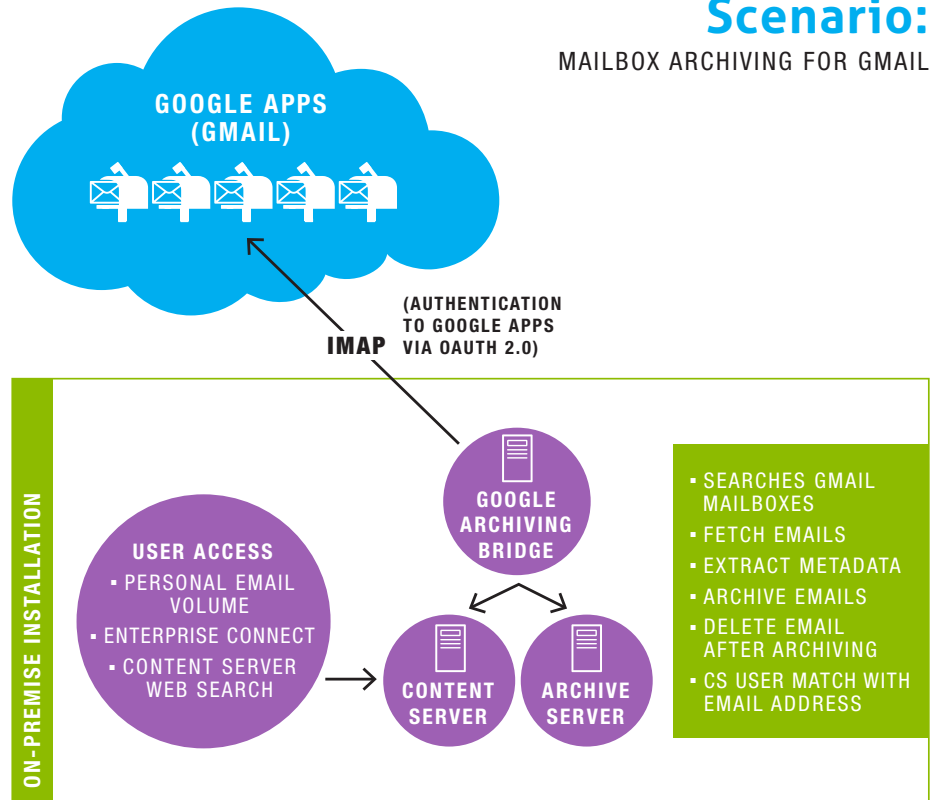 Scenario:
MAILBOX ARCHIVING FOR GMAIL
GOOGLE APPS
(GMAIL)
(AUTHENTICATION
TO GOOGLE APPS
VIA OAUTH 2.0)
IMAP
ON-PREMISE INSTALLATION
GOOGLE
ARCHIVING
BRIDGE
USER ACCESS
▪ PERSONAL EMAIL
VOLUME
▪ ENTERPRISE CONNECT
▪ CONTENT SERVER
WEB SEARCH
CONTENT
SERVER
ARCHIVE
SERVER
▪ SEARCHES GMAIL
MAILBOXES
▪ FETCH EMAILS
▪ EXTRACT METADATA
▪ ARCHIVE EMAILS
▪ DELETE EMAIL
AFTER ARCHIVING
▪ CS USER MATCH WITH
EMAIL ADDRESS